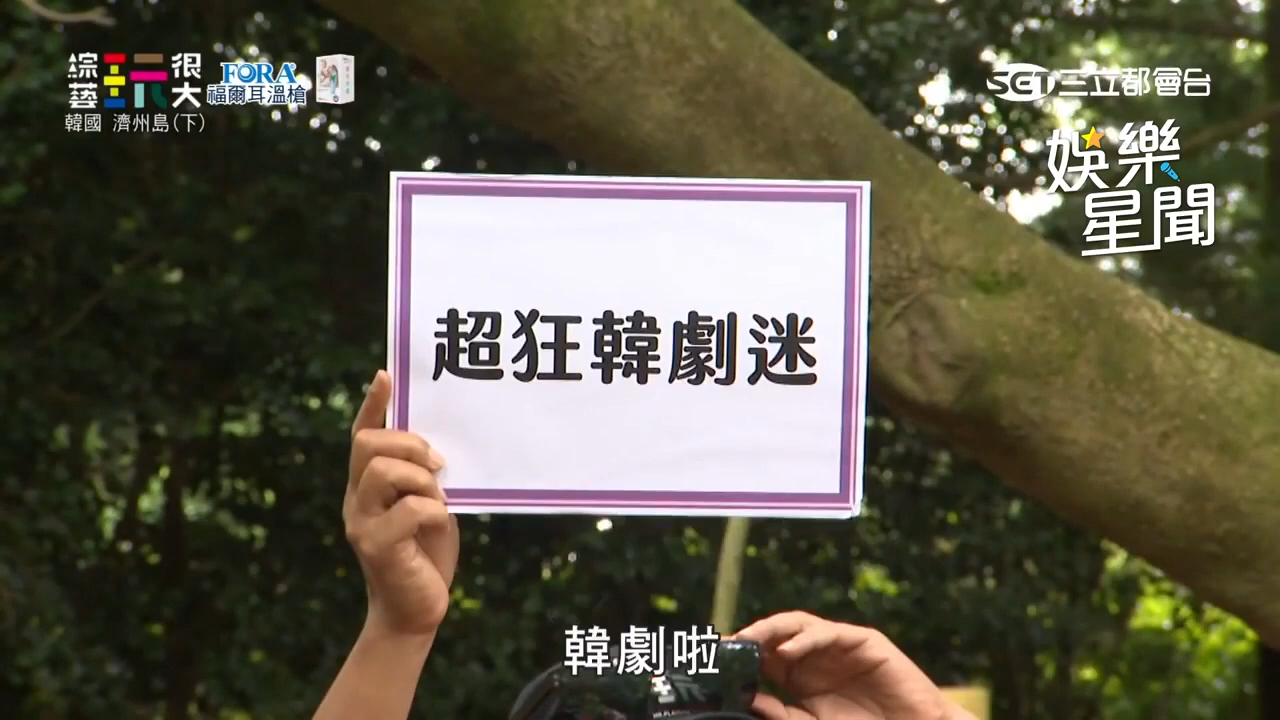 綜藝玩很大
FORA
福爾耳溫槍
韓國 濟州島(下)
SET三立都會台
娛樂
星聞
超狂韓劇迷
韓劇啦